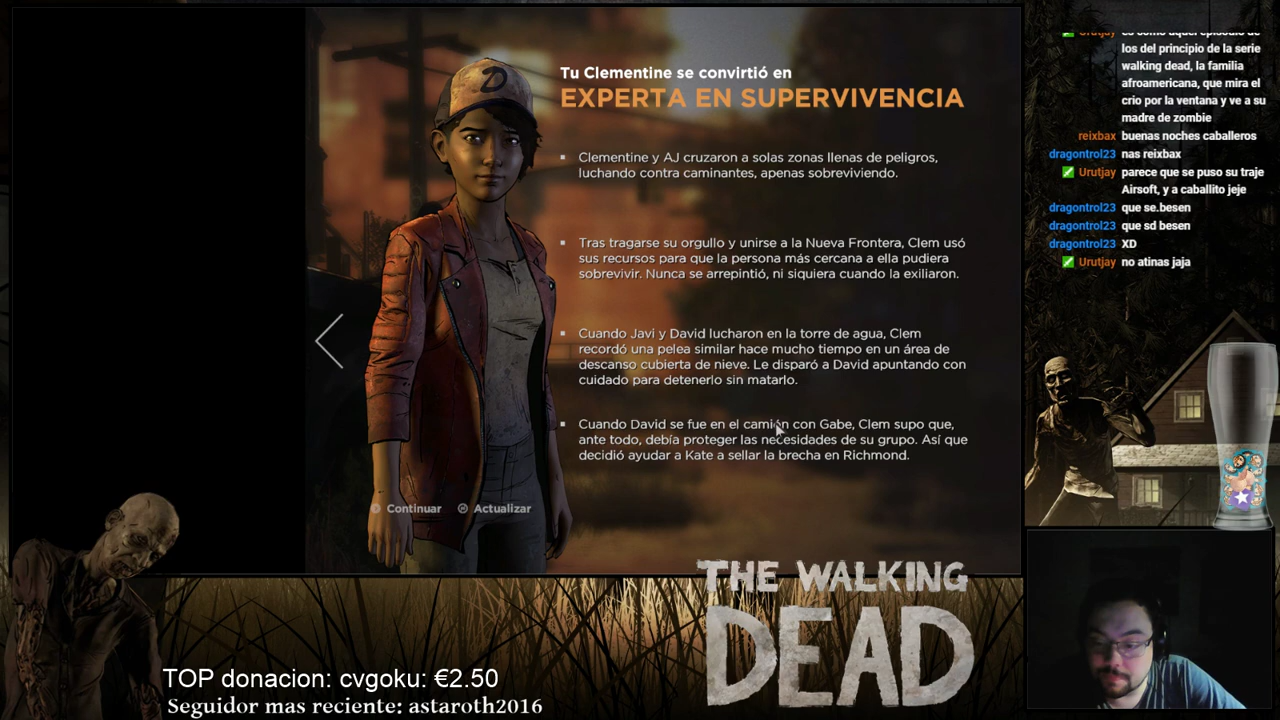 Tu Clementine se convirtió en
EXPERTA EN SUPERVIVENCIA
Clementine y AJ cruzaron a solas zonas llenas de peligros,
luchando contra caminantes, apenas sobreviviendo.
Tras tragarse su orgullo y unirse a la Nueva Frontera, Clem usó
sus recursos para que la persona más cercana a ella pudiera
sobrevivir. Nunca se arrepintió, ni siquiera cuando la exiliaron.
Cuando Javi y David lucharon en la torre de agua, Clem
recordó una pelea similar hace mucho tiempo en un área de
descanso cubierta de nieve. Le disparó a David apuntando con
cuidado para detenerlo sin matarlo.
Cuando David se fue en el camión con Gabe, Clem supo que,
ante todo, debía proteger las necesidades de su grupo. Así que
decidió ayudar a Kate a sellar la brecha en Richmond.
Continuar Actualizar
D
THE WALKING
DEAD
TOP donacion: cvgoku: €2.50
Seguidor mas reciente: astaroth2016
Urutjay es como aquel episodio de
los del principio de la serie
walking dead, la familia
afroamericana, que mira el
crio por la ventana y ve a su
madre de zombie
reixbax buenas noches caballeros
dragontrol23 nas reixbax
Urutjay parece que se puso su traje
Airsoft, y a caballito jeje
dragontrol23 que se.besen
dragontrol23 que sd besen
dragontrol23 XD
Urutjay no atinas jaja